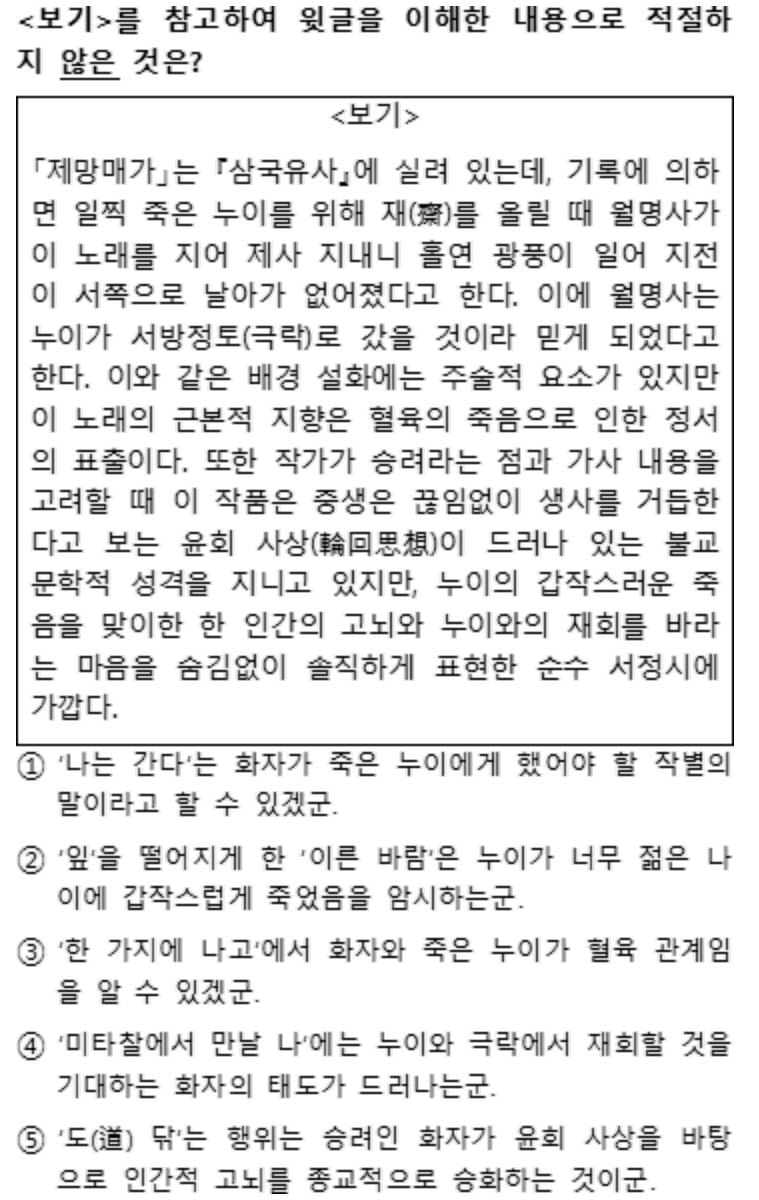 <보기>를 참고하여 윗글을 이해한 내용으로 적절하
지 않은 것은?
<보기>
「제망매가」는 『삼국유사』에 실려 있는데, 기록에 의하
면 일찍 죽은 누이를 위해 재(齋)를 올릴 때 월명사가
이 노래를 지어 제사 지내니 홀연 광풍이 일어 지전
이 서쪽으로 날아가 없어졌다고 한다. 이에 월명사는
누이가 서방정토(극락)로 갔을 것이라 믿게 되었다고
한다. 이와 같은 배경 설화에는 주술적 요소가 있지만
이 노래의 근본적 지향은 혈육의 죽음으로 인한 정서
의 표출이다. 또한 작가가 승려라는 점과 가사 내용을
고려할 때 이 작품은 중생은 끊임없이 생사를 거듭한
다고 보는 윤회 사상(輪回思想)이 드러나 있는 불교
문학적 성격을 지니고 있지만, 누이의 갑작스러운 죽
음을 맞이한 한 인간의 고뇌와 누이와의 재회를 바라
는 마음을 숨김없이 솔직하게 표현한 순수 서정시에
가깝다.
① '나는 간다'는 화자가 죽은 누이에게 했어야 할 작별의
말이라고 할 수 있겠군.
② '잎'을 떨어지게 한 '이른 바람'은 누이가 너무 젊은 나
이에 갑작스럽게 죽었음을 암시하는군.
③ '한 가지에 나고'에서 화자와 죽은 누이가 혈육 관계임
을 알 수 있겠군.
④ '미타찰에서 만날 나'에는 누이와 극락에서 재회할 것을
기대하는 화자의 태도가 드러나는군.
⑤ '도(道) 닦'는 행위는 승려인 화자가 윤회 사상을 바탕
으로 인간적 고뇌를 종교적으로 승화하는 것이군.